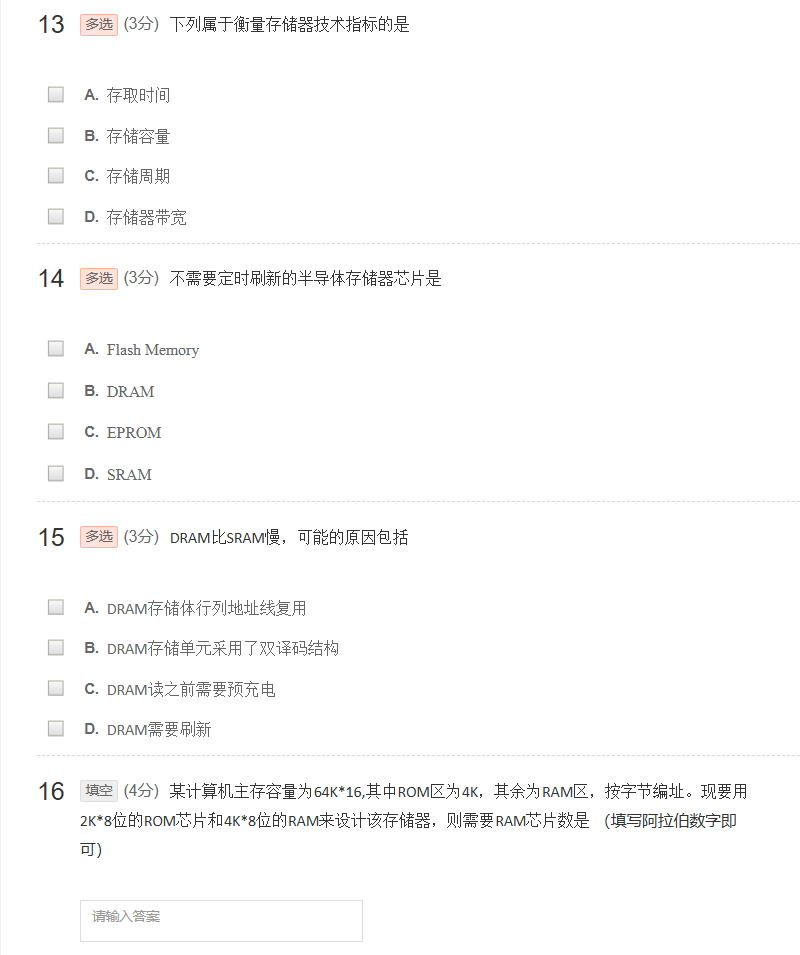 13 多选 (3分) 下列属于衡量存储器技术指标的是
A. 存取时间
B. 存储容量
C. 存储周期
D. 存储器带宽
14 多选 (3分) 不需要定时刷新的半导体存储器芯片是
A. Flash Memory
B. DRAM
C. EPROM
D. SRAM
15 多选 (3分) DRAM比SRAM慢，可能的原因包括
A. DRAM存储体行列地址线复用
B. DRAM存储单元采用了双译码结构
C. DRAM读之前需要预充电
D. DRAM需要刷新
16 填空 (4分) 某计算机主存容量为64K*16,其中ROM区为4K，其余为RAM区，按字节编址。现要用
2K*8位的ROM芯片和4K*8位的RAM来设计该存储器，则需要RAM芯片数是 （填写阿拉伯数字即
可）
请输入答案